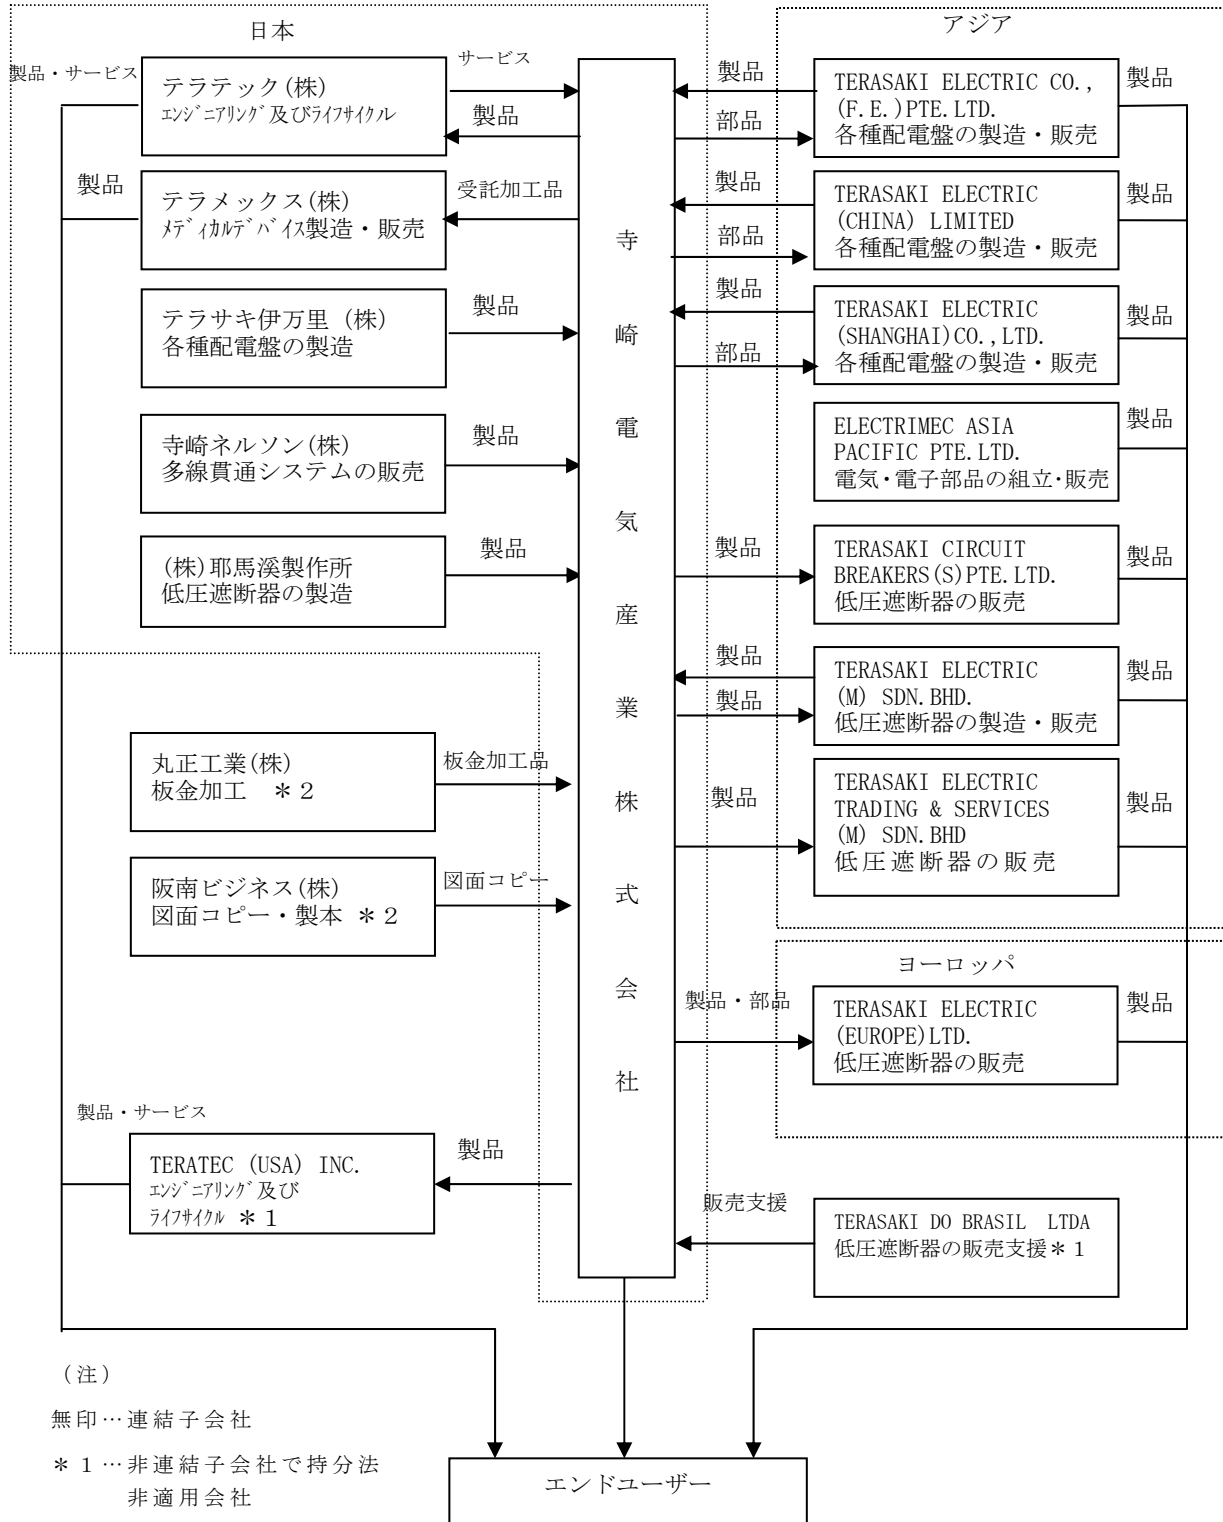 日本
製品・サービス
テラテック(株)
エンジニアリング及びライフサイクル
サービス
製品
製品
テラメックス(株)
メディカルデバイス製造・販売
受託加工品
テラサキ伊万里(株)
各種配電盤の製造
製品
寺崎ネルソン(株)
多線貫通システムの販売
製品
(株)耶馬溪製作所
低圧遮断器の製造
製品
丸正工業(株)
板金加工 *2
板金加工品
阪南ビジネス(株)
図面コピー・製本 *2
図面コピー
製品・サービス
TERATEC (USA) INC.
エンジニアリング及び
ライフサイクル *1
製品
寺崎電気産業株式会社
アジア
製品
部品
TERASAKI ELECTRIC CO.,
(F.E.)PTE.LTD.
各種配電盤の製造・販売
製品
製品
部品
TERASAKI ELECTRIC
(CHINA) LIMITED
各種配電盤の製造・販売
製品
製品
部品
TERASAKI ELECTRIC
(SHANGHAI)CO.,LTD.
各種配電盤の製造・販売
製品
ELECTRIMEC ASIA
PACIFIC PTE.LTD.
電気・電子部品の組立・販売
製品
製品
TERASAKI CIRCUIT
BREAKERS(S)PTE.LTD.
低圧遮断器の販売
製品
製品
製品
TERASAKI ELECTRIC
(M) SDN.BHD.
低圧遮断器の製造・販売
製品
製品
TERASAKI ELECTRIC
TRADING & SERVICES
(M) SDN.BHD
低圧遮断器の販売
製品
ヨーロッパ
製品・部品
TERASAKI ELECTRIC
(EUROPE)LTD.
低圧遮断器の販売
製品
販売支援
TERASAKI DO BRASIL LTDA
低圧遮断器の販売支援*1
(注)
無印…連結子会社
*1…非連結子会社で持分法
非適用会社
エンドユーザー